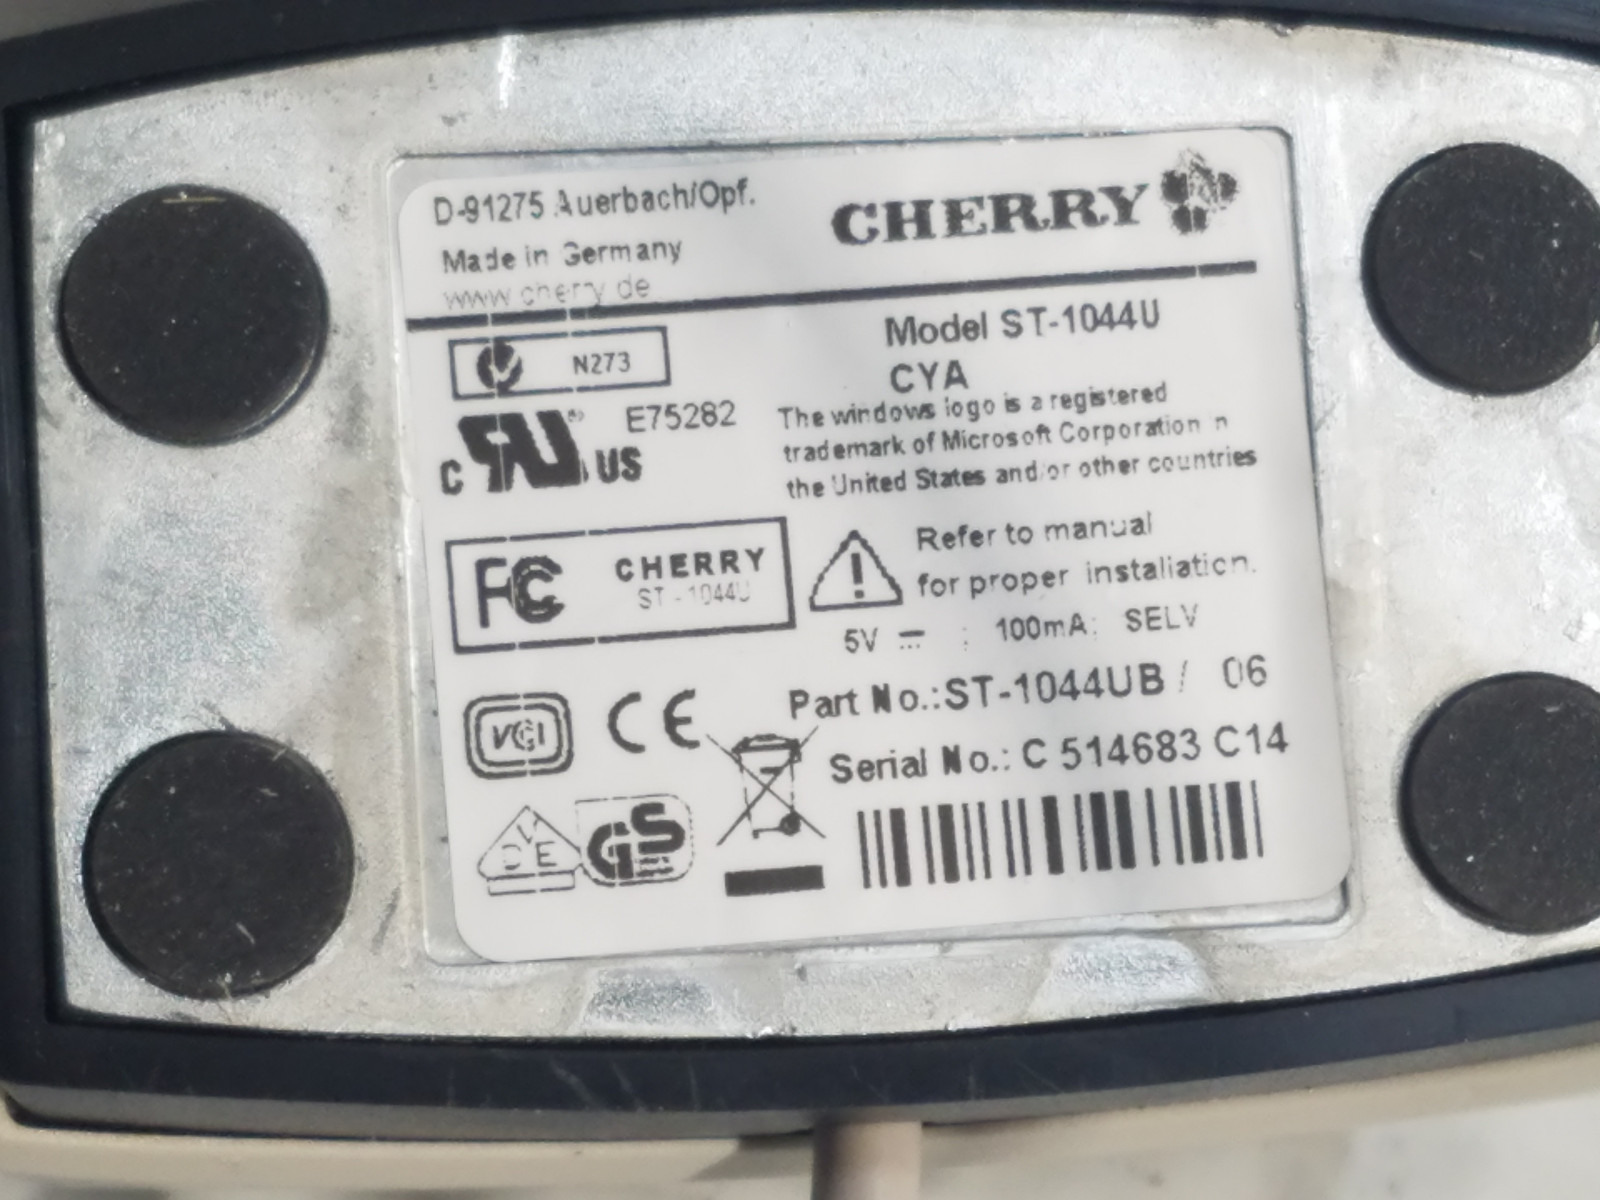 D-91275 Auerbach/Opf.
CHERRY
Made in Germany
www.cherry.de
Model ST-1044U
N273
CYA
C RU US
E75282
The windows logo is a registered
trademark of Microsoft Corporation in
the United States and/or other countries
FC
CHERRY
ST - 1044U
Refer to manual
for proper installation.
5V ⎓ : 100mA; SELV
Part No.:ST-1044UB / 06
Serial No.: C 514683 C14
CE
VDE
GS